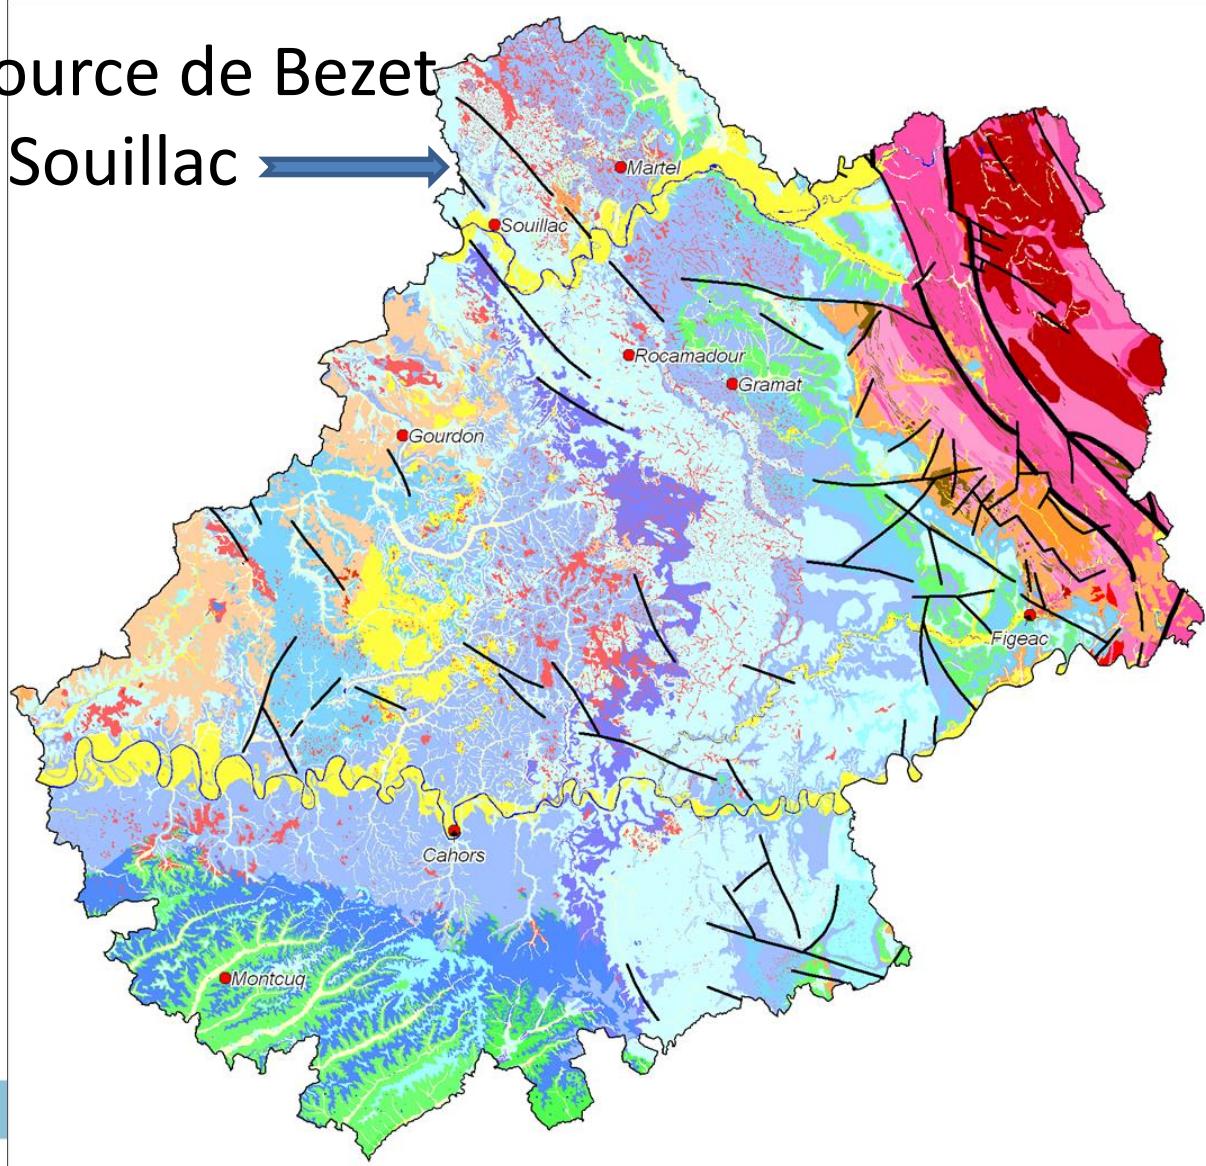 ource de Bezet
Souillac
Martel
Souillac
Rocamadour
Gramat
Gourdon
Figeac
Cahors
Montcuq